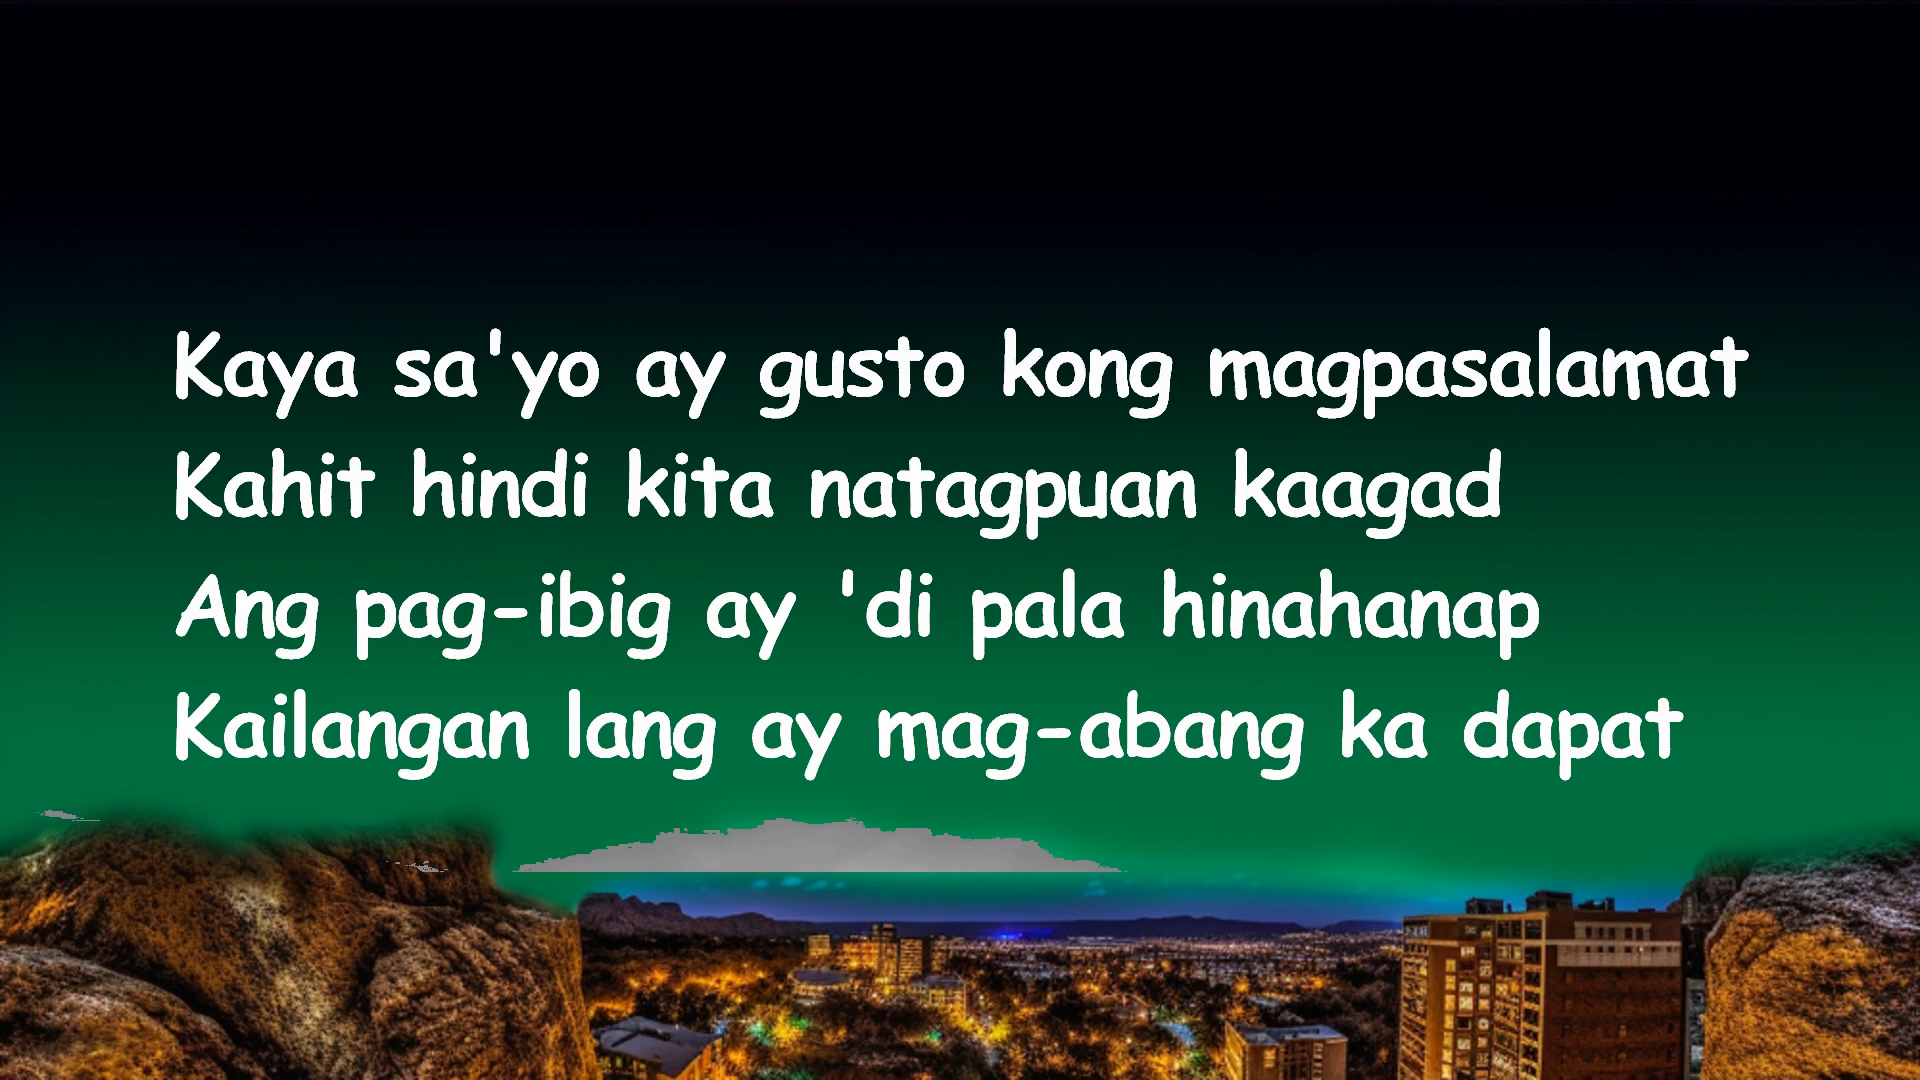 Kaya sa'yo ay gusto kong magpasalamat
Kahit hindi kita natagpuan kaagad
Ang pag-ibig ay 'di pala hinahanap
Kailangan lang ay mag-abang ka dapat